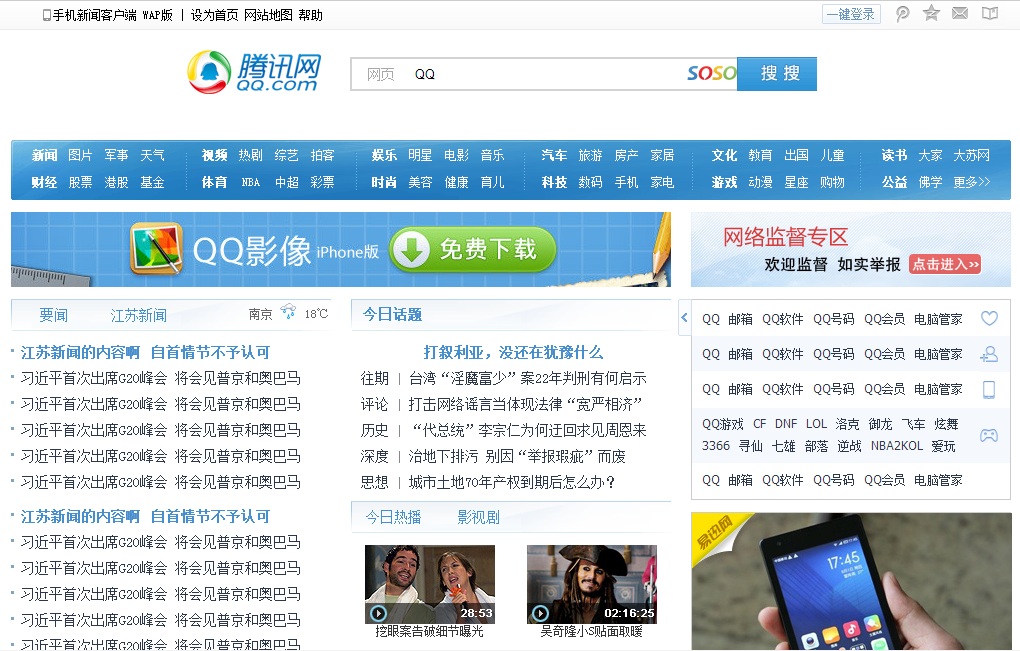 手机新闻客户端 WAP版 | 设为首页 网站地图 帮助
一键登录
腾讯网
QQ.com
网页 QQ
SOSO
搜 搜
新闻 图片 军事 天气 视频 热剧 综艺 拍客 娱乐 明星 电影 音乐 汽车 旅游 房产 家居 文化 教育 出国 儿童 读书 大家 大苏网
财经 股票 港股 基金 体育 NBA 中超 彩票 时尚 美容 健康 育儿 科技 数码 手机 家电 游戏 动漫 星座 购物 公益 佛学 更多>>
QQ影像 iPhone版 免费下载
网络监督专区
欢迎监督 如实举报 点击进入>>
要闻 江苏新闻 南京 18℃
江苏新闻的内容啊 自首情节不予认可
习近平首次出席G20峰会 将会见普京和奥巴马
习近平首次出席G20峰会 将会见普京和奥巴马
习近平首次出席G20峰会 将会见普京和奥巴马
习近平首次出席G20峰会 将会见普京和奥巴马
习近平首次出席G20峰会 将会见普京和奥巴马
江苏新闻的内容啊 自首情节不予认可
习近平首次出席G20峰会 将会见普京和奥巴马
习近平首次出席G20峰会 将会见普京和奥巴马
习近平首次出席G20峰会 将会见普京和奥巴马
习近平首次出席G20峰会 将会见普京和奥巴马
习近平首次出席G20峰会 将会见普京和奥巴马
今日话题
打叙利亚，没还在犹豫什么
往期 | 台湾“淫魔富少”案22年判刑有何启示
评论 | 打击网络谣言当体现法律“宽严相济”
历史 | “代总统”李宗仁为何迂回求见周恩来
深度 | 治地下排污 别因“举报瑕疵”而废
思想 | 城市土地70年产权到期后怎么办？
今日热播 影视剧
28:53
挖眼案告破细节曝光
02:16:25
吴奇隆小S贴面取暖
QQ 邮箱 QQ软件 QQ号码 QQ会员 电脑管家
QQ 邮箱 QQ软件 QQ号码 QQ会员 电脑管家
QQ 邮箱 QQ软件 QQ号码 QQ会员 电脑管家
QQ游戏 CF DNF LOL 洛克 御龙 飞车 炫舞
3366 寻仙 七雄 部落 逆战 NBA2KOL 爱玩
QQ 邮箱 QQ软件 QQ号码 QQ会员 电脑管家
易迅网
17:45